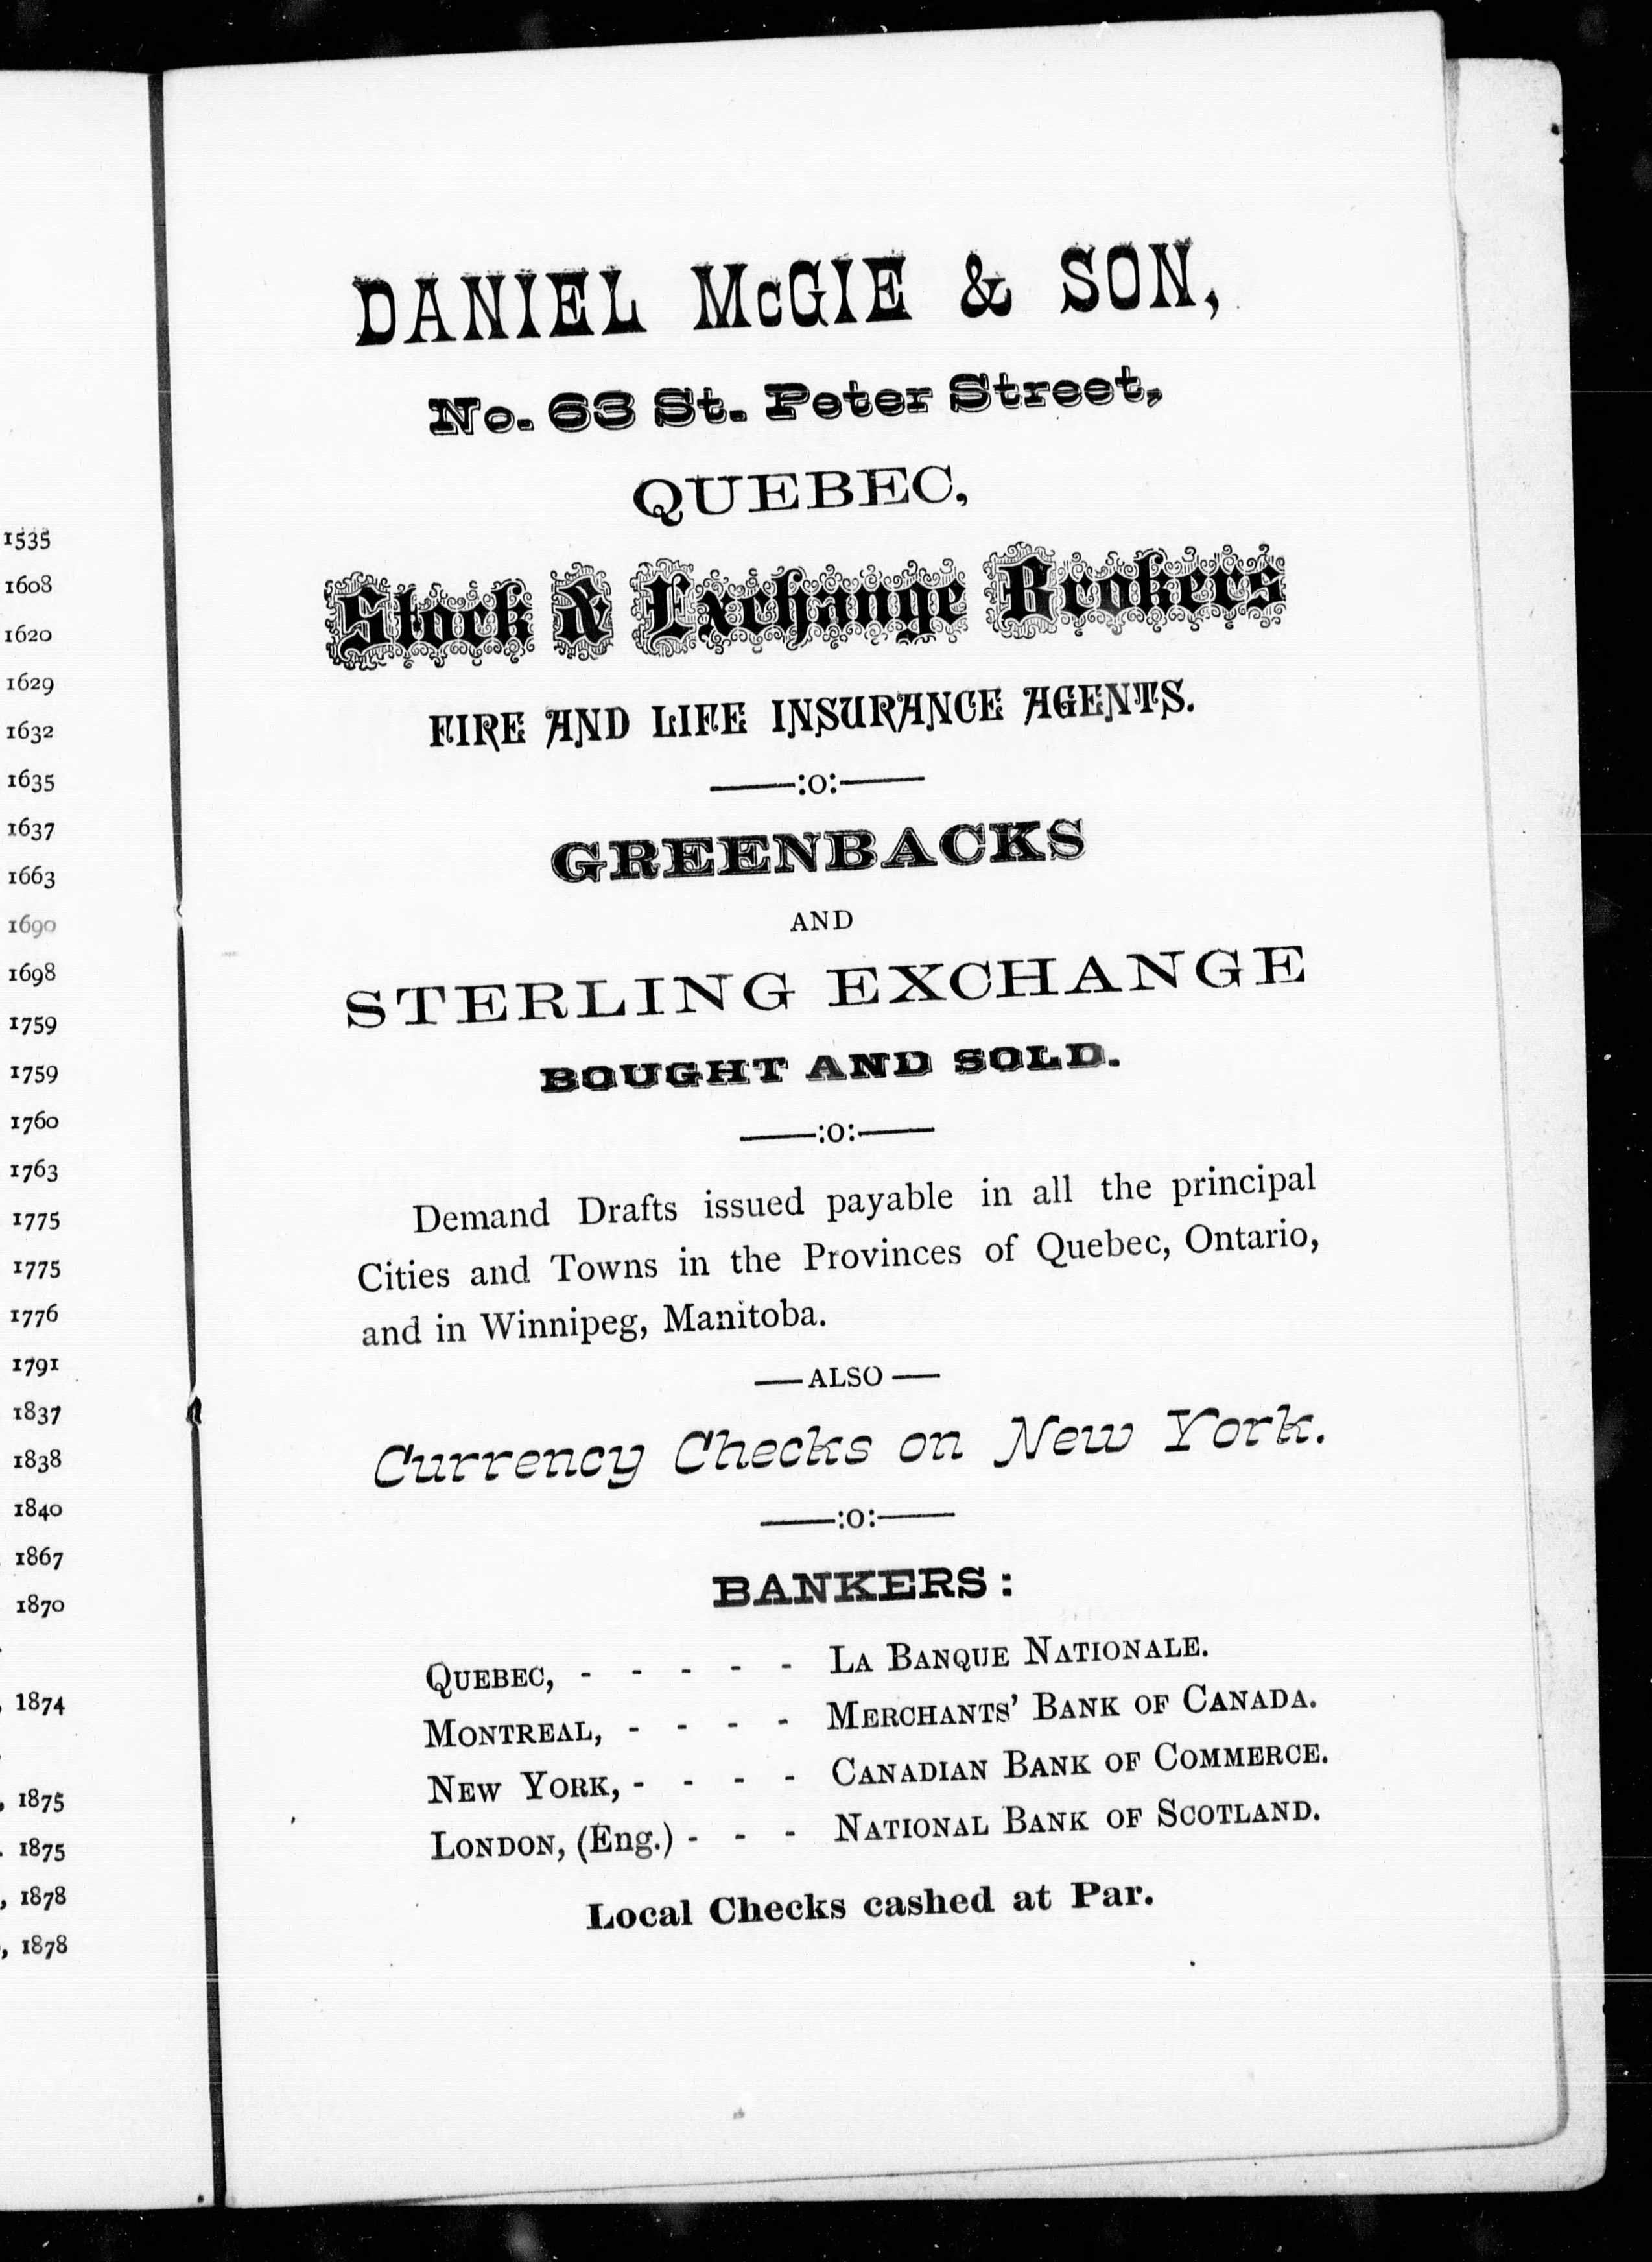 1535
1608
1620
1629
1632
1635
1637
1663
1690
1698
1759
1759
1760
1763
1775
1775
1776
1791
1837
1838
1840
1867
1870
, 1874
, 1875
. 1875
, 1878
, 1878
DANIEL McGIE & SON,
No. 63 St. Peter Street,
QUEBEC,
Stock & Exchange Brokers
FIRE AND LIFE INSURANCE AGENTS.
——:o:——
GREENBACKS
AND
STERLING EXCHANGE
BOUGHT AND SOLD.
——:o:——
Demand Drafts issued payable in all the principal
Cities and Towns in the Provinces of Quebec, Ontario,
and in Winnipeg, Manitoba.
— ALSO —
Currency Checks on New York.
——:o:——
BANKERS :
QUEBEC, - - - - - LA BANQUE NATIONALE.
MONTREAL, - - - - MERCHANTS' BANK OF CANADA.
NEW YORK, - - - - CANADIAN BANK OF COMMERCE.
LONDON, (Eng.) - - - NATIONAL BANK OF SCOTLAND.
Local Checks cashed at Par.